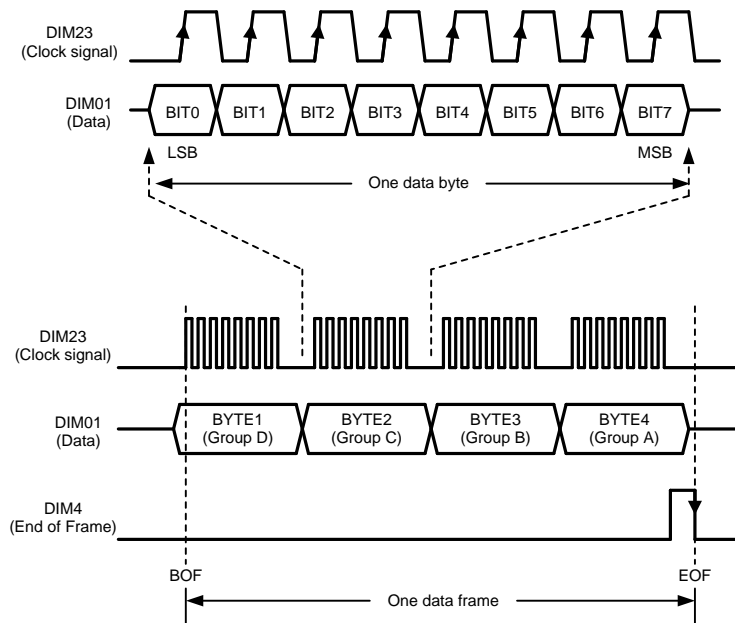 DIM23
(Clock signal)
DIM01
(Data)
BIT0 BIT1 BIT2 BIT3 BIT4 BIT5 BIT6 BIT7
LSB MSB
One data byte
DIM23
(Clock signal)
DIM01
(Data)
BYTE1 BYTE2 BYTE3 BYTE4
(Group D) (Group C) (Group B) (Group A)
DIM4
(End of Frame)
BOF EOF
One data frame